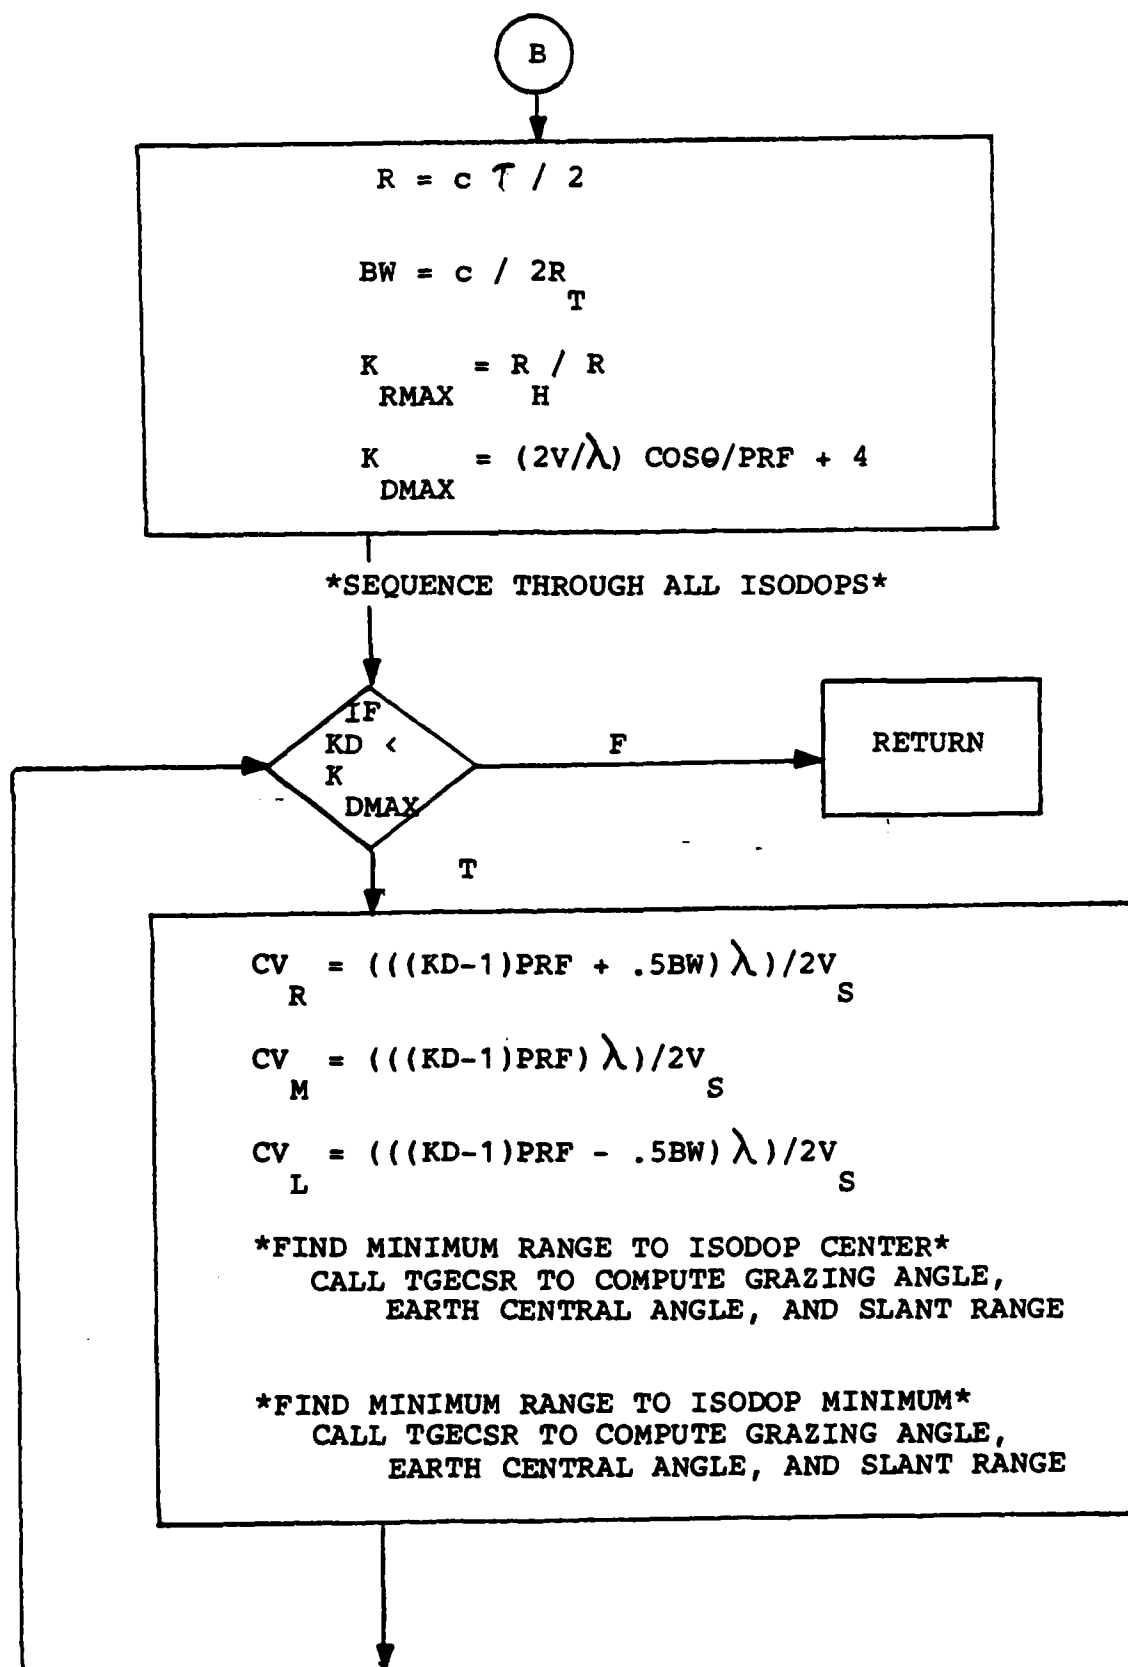 B
R = c τ / 2
BW = c / 2R
T
K = R / R
RMAX H
K = (2V/λ) COSθ/PRF + 4
DMAX
*SEQUENCE THROUGH ALL ISODOPS*
IF
KD <
K
DMAX
F
RETURN
T
CV = (((KD-1)PRF + .5BW)λ)/2V
R S
CV = (((KD-1)PRF)λ)/2V
M S
CV = (((KD-1)PRF - .5BW)λ)/2V
L S
*FIND MINIMUM RANGE TO ISODOP CENTER*
CALL TGECSR TO COMPUTE GRAZING ANGLE,
EARTH CENTRAL ANGLE, AND SLANT RANGE
*FIND MINIMUM RANGE TO ISODOP MINIMUM*
CALL TGECSR TO COMPUTE GRAZING ANGLE,
EARTH CENTRAL ANGLE, AND SLANT RANGE